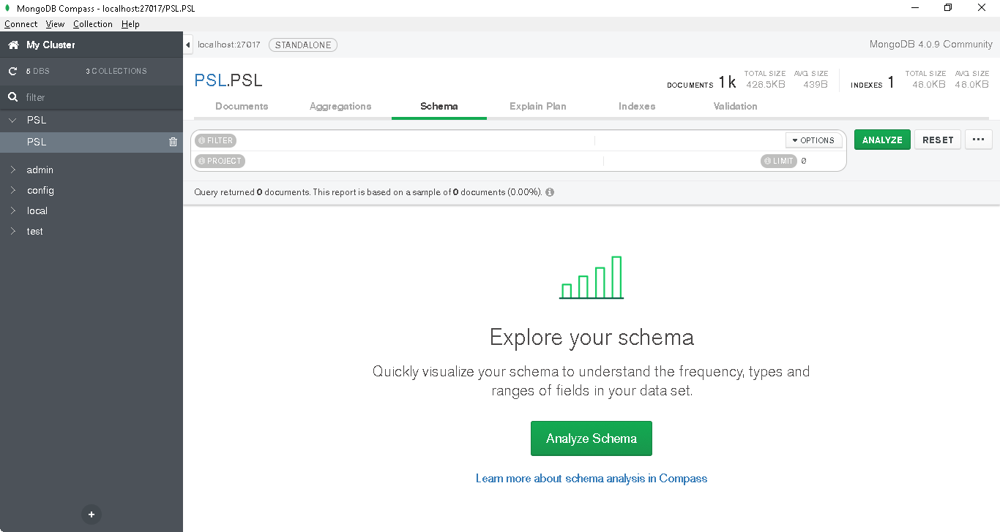 MongoDB Compass - localhost:27017/PSL.PSL
Connect View Collection Help
My Cluster
localhost:27017 STANDALONE
MongoDB 4.0.9 Community
5 DBS 3 COLLECTIONS
filter
PSL
PSL
admin
config
local
test
PSL.PSL
DOCUMENTS 1k TOTAL SIZE 428.5KB AVG. SIZE 439B
INDEXES 1 TOTAL SIZE 48.0KB AVG. SIZE 48.0KB
Documents Aggregations Schema Explain Plan Indexes Validation
FILTER OPTIONS ANALYZE RESET ...
PROJECT LIMIT 0
Query returned 0 documents. This report is based on a sample of 0 documents (0.00%).
Explore your schema
Quickly visualize your schema to understand the frequency, types and
ranges of fields in your data set.
Analyze Schema
Learn more about schema analysis in Compass